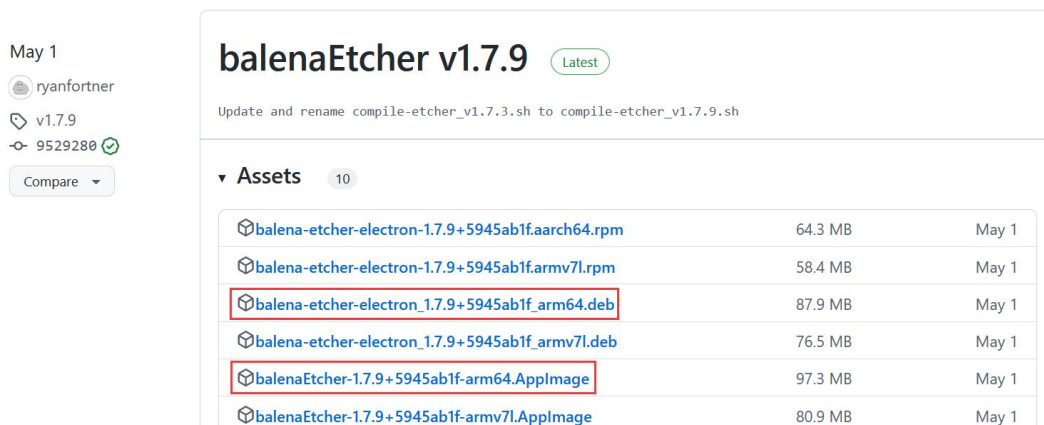 May 1
ryanfortner
v1.7.9
9529280
Compare
balenaEtcher v1.7.9 Latest
Update and rename compile-etcher_v1.7.3.sh to compile-etcher_v1.7.9.sh
Assets 10
balena-etcher-electron-1.7.9+5945ab1f.aarch64.rpm 64.3 MB May 1
balena-etcher-electron-1.7.9+5945ab1f.armv7l.rpm 58.4 MB May 1
balena-etcher-electron_1.7.9+5945ab1f_arm64.deb 87.9 MB May 1
balena-etcher-electron_1.7.9+5945ab1f_armv7l.deb 76.5 MB May 1
balenaEtcher-1.7.9+5945ab1f-arm64.AppImage 97.3 MB May 1
balenaEtcher-1.7.9+5945ab1f-armv7l.AppImage 80.9 MB May 1